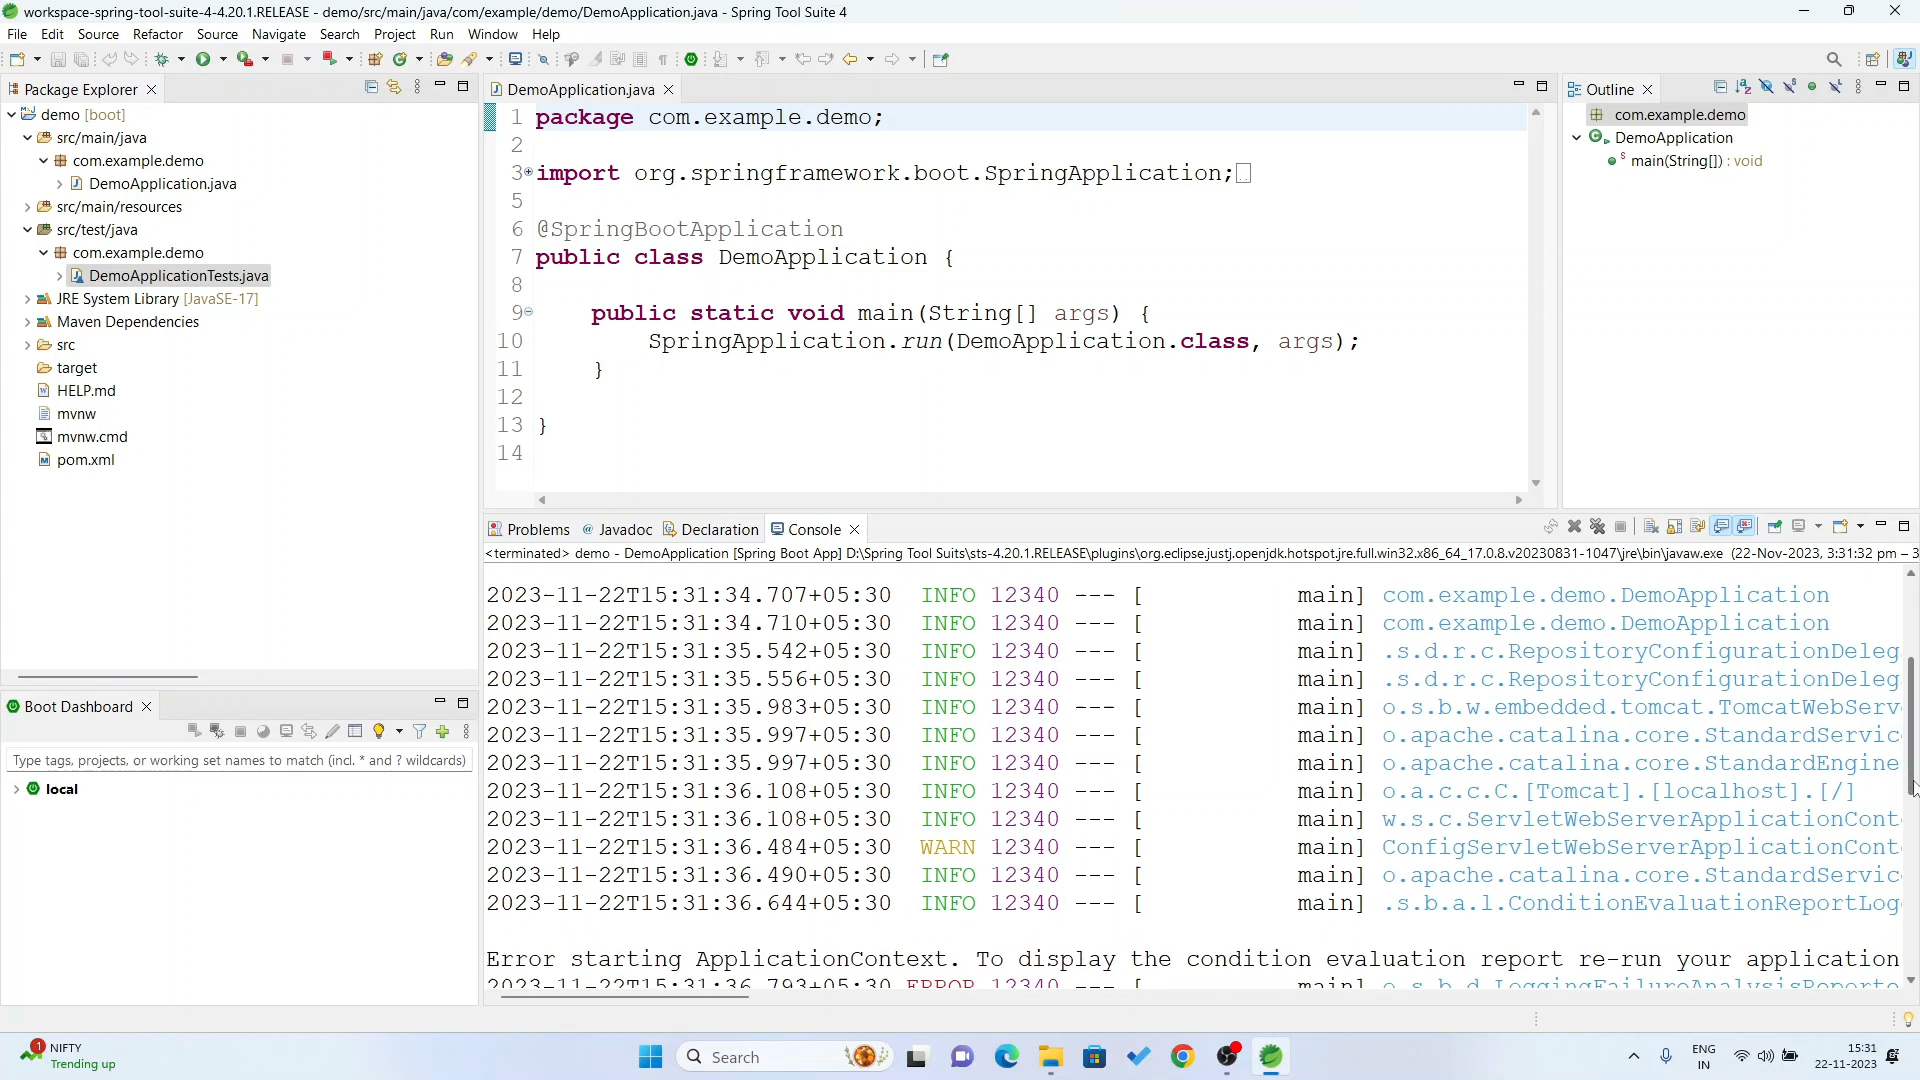 workspace-spring-tool-suite-4-4.20.1.RELEASE - demo/src/main/java/com/example/demo/DemoApplication.java - Spring Tool Suite 4
File Edit Source Refactor Source Navigate Search Project Run Window Help
Package Explorer
demo [boot]
src/main/java
com.example.demo
DemoApplication.java
src/main/resources
src/test/java
com.example.demo
DemoApplicationTests.java
JRE System Library [JavaSE-17]
Maven Dependencies
src
target
HELP.md
mvnw
mvnw.cmd
pom.xml
DemoApplication.java
1 package com.example.demo;
2
3 import org.springframework.boot.SpringApplication;
5
6 @SpringBootApplication
7 public class DemoApplication {
8
9 public static void main(String[] args) {
10 SpringApplication.run(DemoApplication.class, args);
11 }
12
13 }
14
Outline
com.example.demo
DemoApplication
main(String[]) : void
Boot Dashboard
Type tags, projects, or working set names to match (incl. * and ? wildcards)
local
Problems Javadoc Declaration Console
<terminated> demo - DemoApplication [Spring Boot App] D:\Spring Tool Suits\sts-4.20.1.RELEASE\plugins\org.eclipse.justj.openjdk.hotspot.jre.full.win32.x86_64_17.0.8.v20230831-1047\jre\bin\javaw.exe (22-Nov-2023, 3:31:32 pm – 3
2023-11-22T15:31:34.707+05:30 INFO 12340 --- [ main] com.example.demo.DemoApplication
2023-11-22T15:31:34.710+05:30 INFO 12340 --- [ main] com.example.demo.DemoApplication
2023-11-22T15:31:35.542+05:30 INFO 12340 --- [ main] .s.d.r.c.RepositoryConfigurationDeleg
2023-11-22T15:31:35.556+05:30 INFO 12340 --- [ main] .s.d.r.c.RepositoryConfigurationDeleg
2023-11-22T15:31:35.983+05:30 INFO 12340 --- [ main] o.s.b.w.embedded.tomcat.TomcatWebServ
2023-11-22T15:31:35.997+05:30 INFO 12340 --- [ main] o.apache.catalina.core.StandardServic
2023-11-22T15:31:35.997+05:30 INFO 12340 --- [ main] o.apache.catalina.core.StandardEngine
2023-11-22T15:31:36.108+05:30 INFO 12340 --- [ main] o.a.c.c.C.[Tomcat].[localhost].[/]
2023-11-22T15:31:36.108+05:30 INFO 12340 --- [ main] w.s.c.ServletWebServerApplicationCont
2023-11-22T15:31:36.484+05:30 WARN 12340 --- [ main] ConfigServletWebServerApplicationCont
2023-11-22T15:31:36.490+05:30 INFO 12340 --- [ main] o.apache.catalina.core.StandardServic
2023-11-22T15:31:36.644+05:30 INFO 12340 --- [ main] .s.b.a.l.ConditionEvaluationReportLog
Error starting ApplicationContext. To display the condition evaluation report re-run your application
2023-11-22T15:31:36.793+05:30 ERROR 12340 --- [ main] o.s.b.d.LoggingFailureAnalysisReporte
1
NIFTY
Trending up
Search
ENG
IN
15:31
22-11-2023